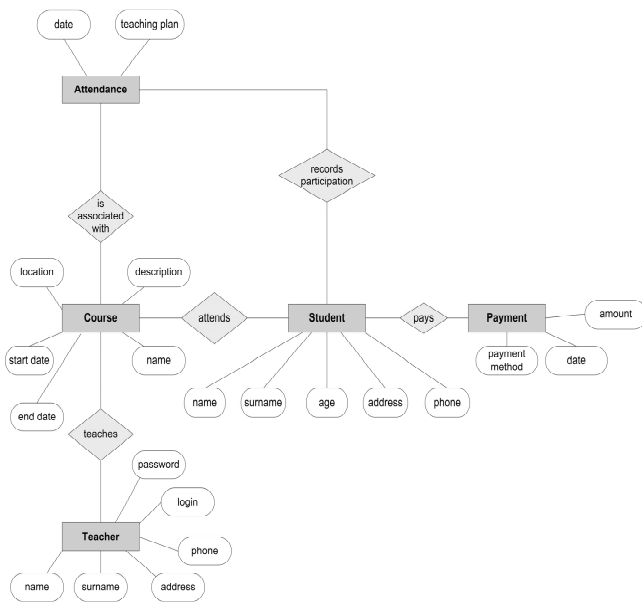 date
teaching plan
Attendance
records
participation
is
associated
with
location
description
Course
attends
Student
pays
Payment
amount
start date
name
payment
method
date
end date
name
surname
age
address
phone
teaches
password
login
Teacher
phone
name
surname
address